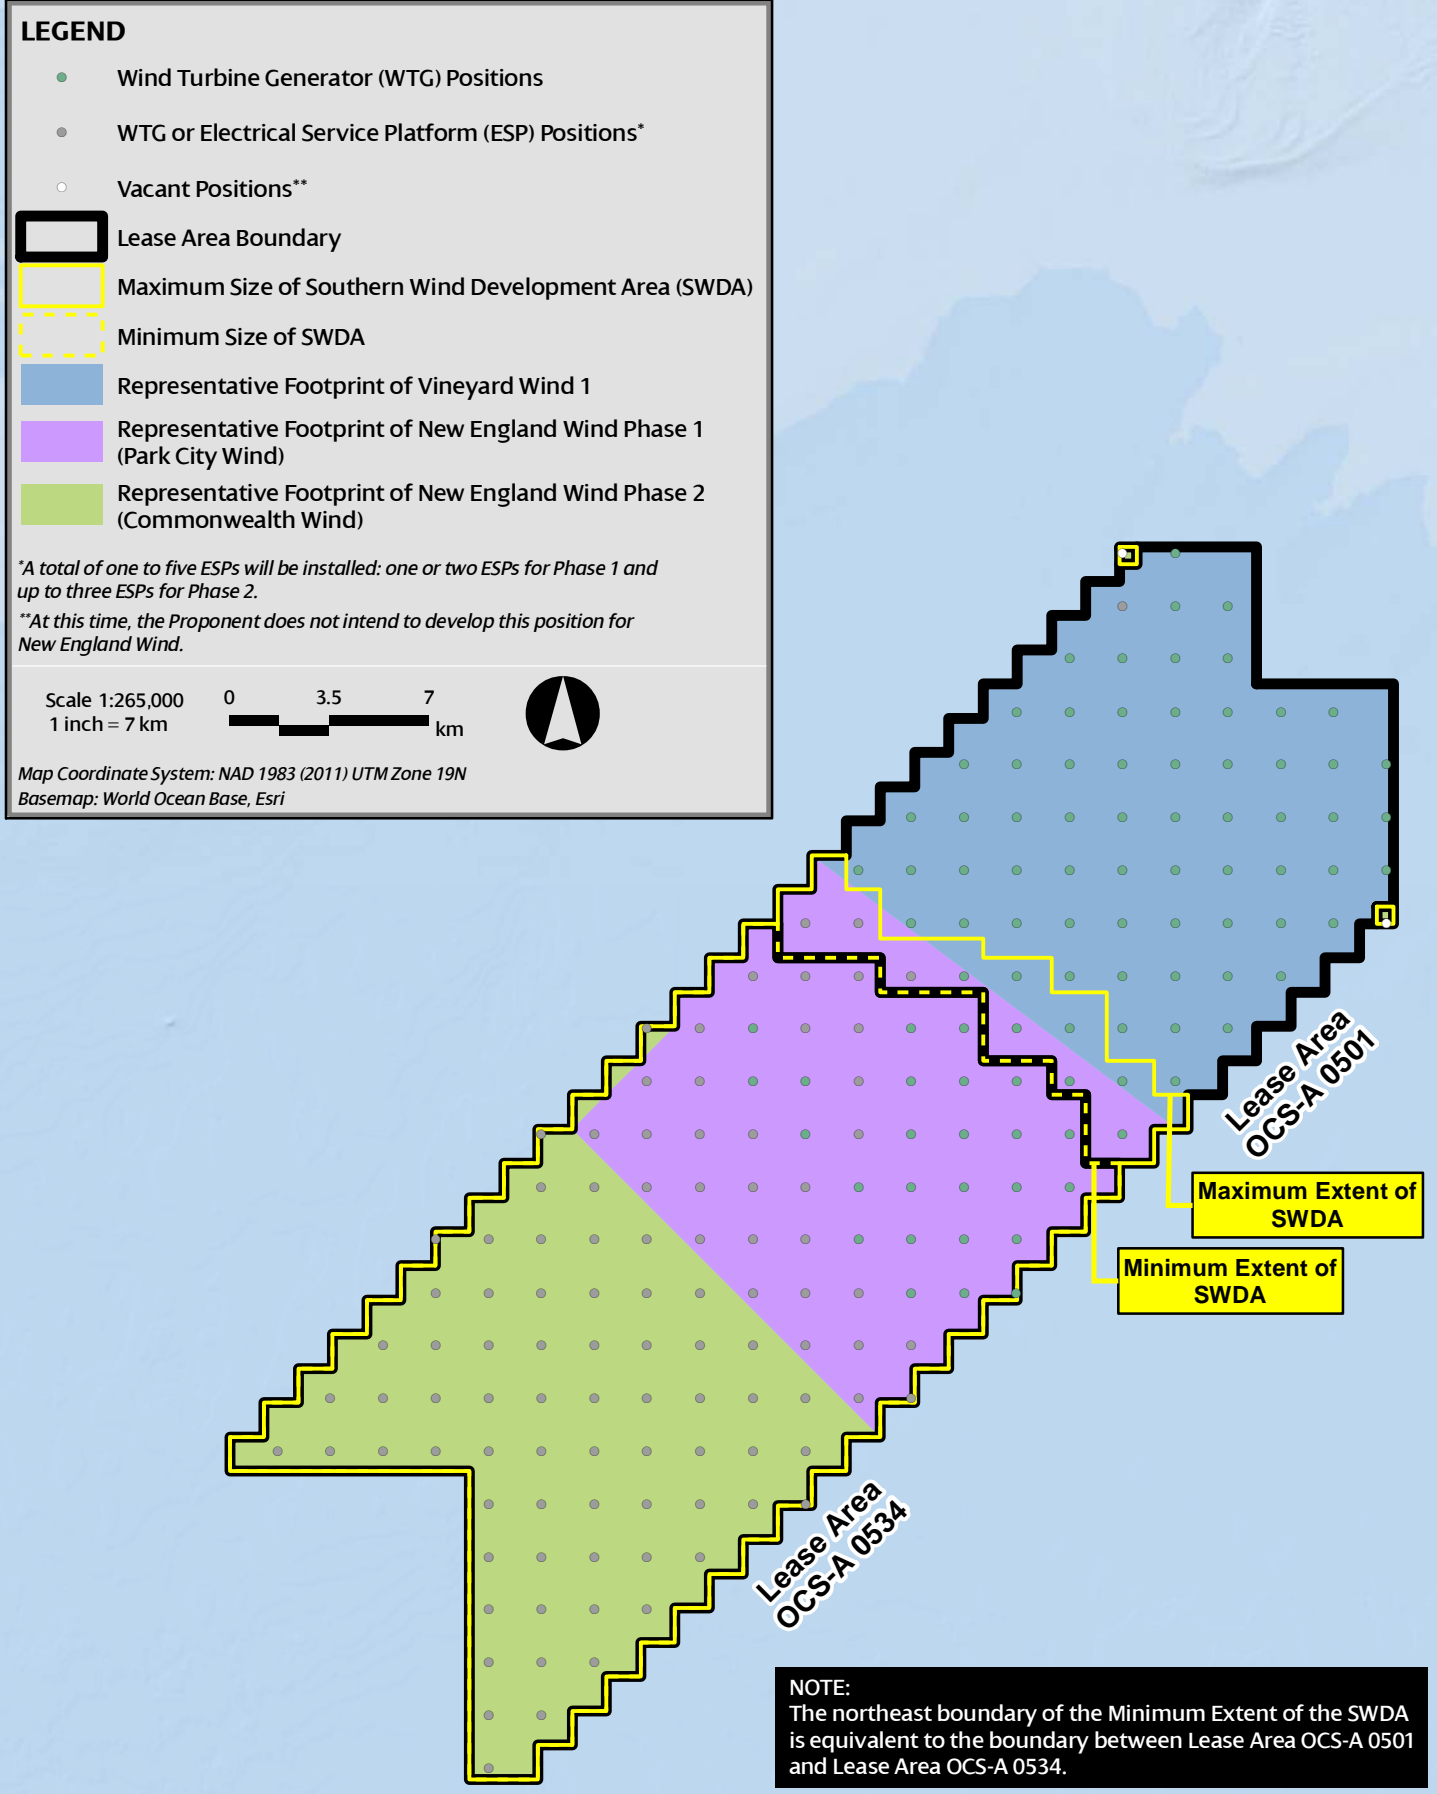 LEGEND
Wind Turbine Generator (WTG) Positions
WTG or Electrical Service Platform (ESP) Positions*
Vacant Positions**
Lease Area Boundary
Maximum Size of Southern Wind Development Area (SWDA)
Minimum Size of SWDA
Representative Footprint of Vineyard Wind 1
Representative Footprint of New England Wind Phase 1
(Park City Wind)
Representative Footprint of New England Wind Phase 2
(Commonwealth Wind)
*A total of one to five ESPs will be installed: one or two ESPs for Phase 1 and
up to three ESPs for Phase 2.
**At this time, the Proponent does not intend to develop this position for
New England Wind.
Scale 1:265,000
1 inch = 7 km
0 3.5 7
km
Map Coordinate System: NAD 1983 (2011) UTM Zone 19N
Basemap: World Ocean Base, Esri
Lease Area
OCS-A 0501
Maximum Extent of
SWDA
Minimum Extent of
SWDA
Lease Area
OCS-A 0534
NOTE:
The northeast boundary of the Minimum Extent of the SWDA
is equivalent to the boundary between Lease Area OCS-A 0501
and Lease Area OCS-A 0534.